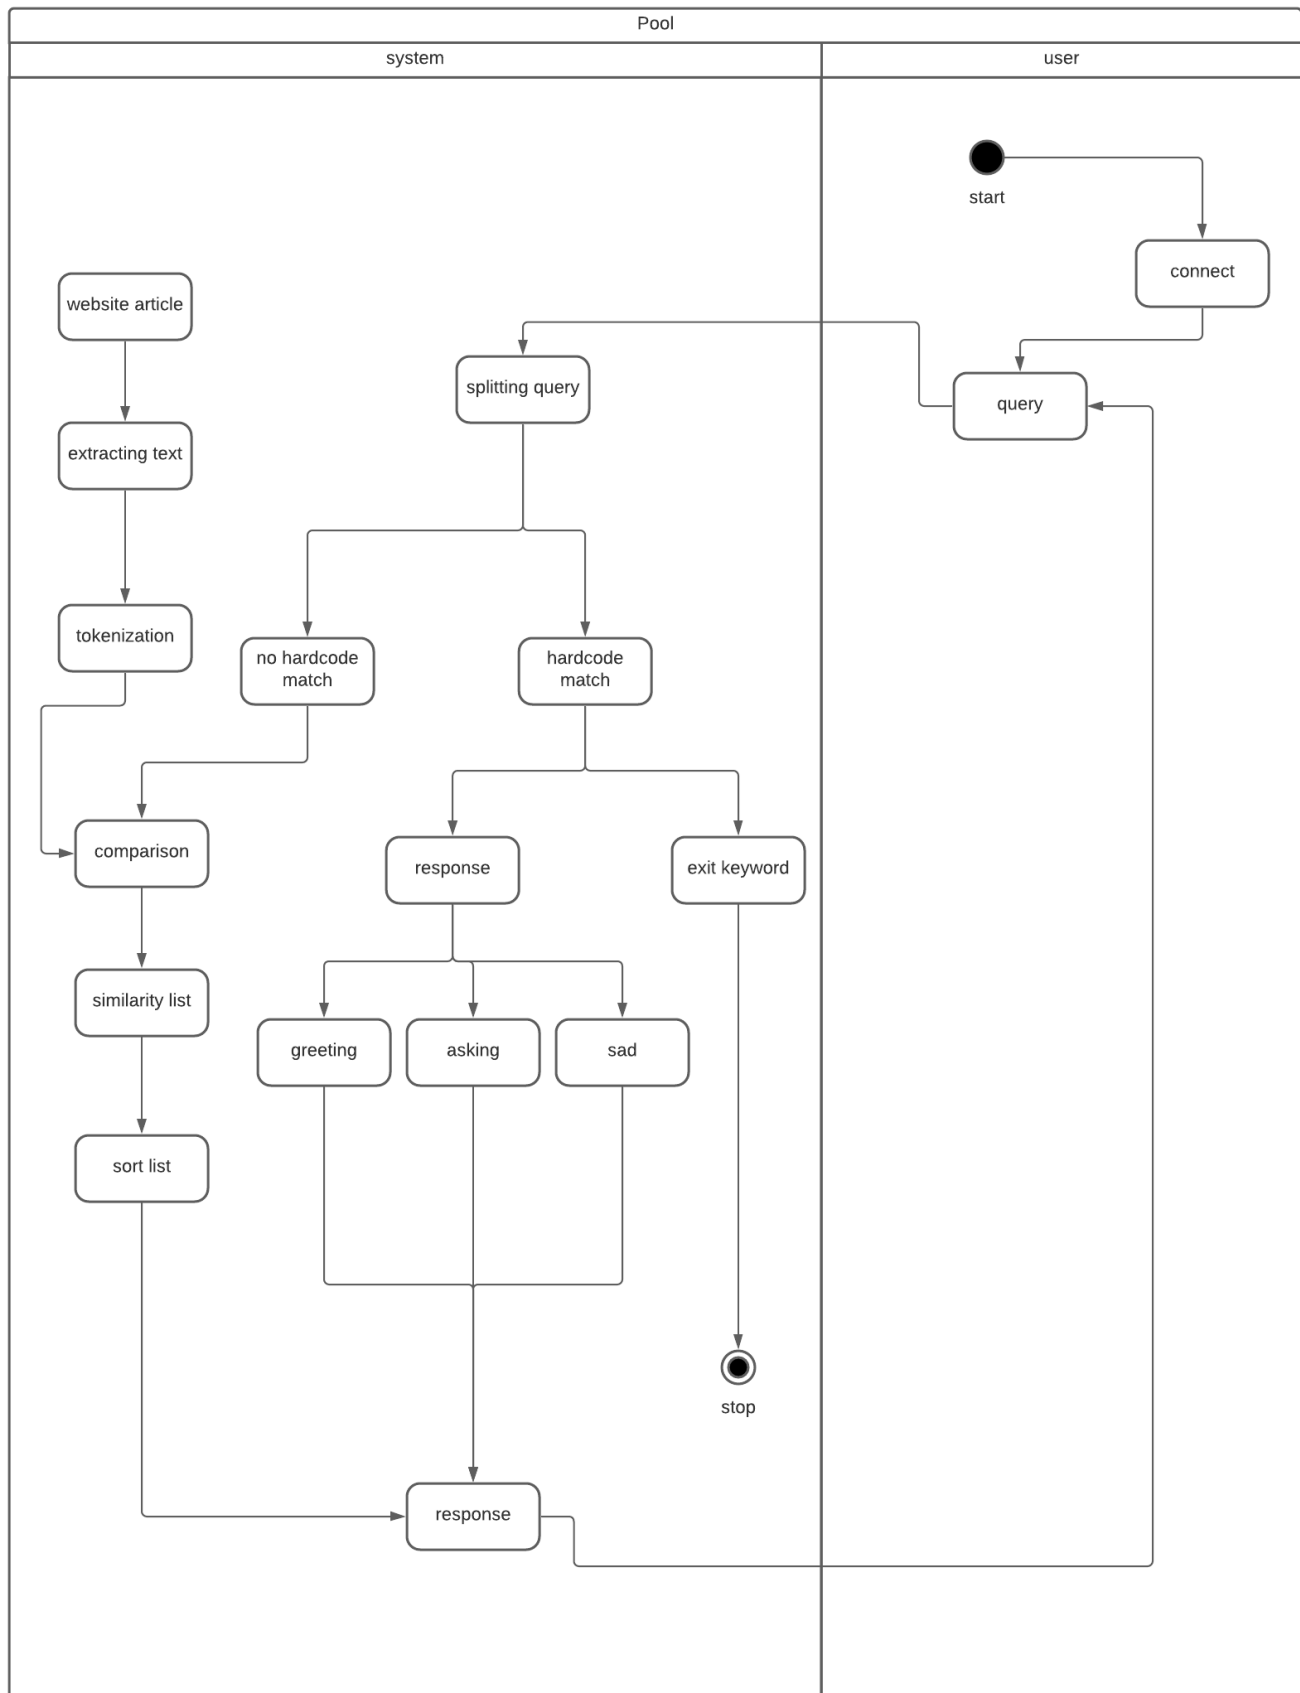 Pool
system
user
start
connect
website article
splitting query
query
extracting text
tokenization
no hardcode
match
hardcode
match
comparison
response
exit keyword
similarity list
greeting
asking
sad
sort list
stop
response